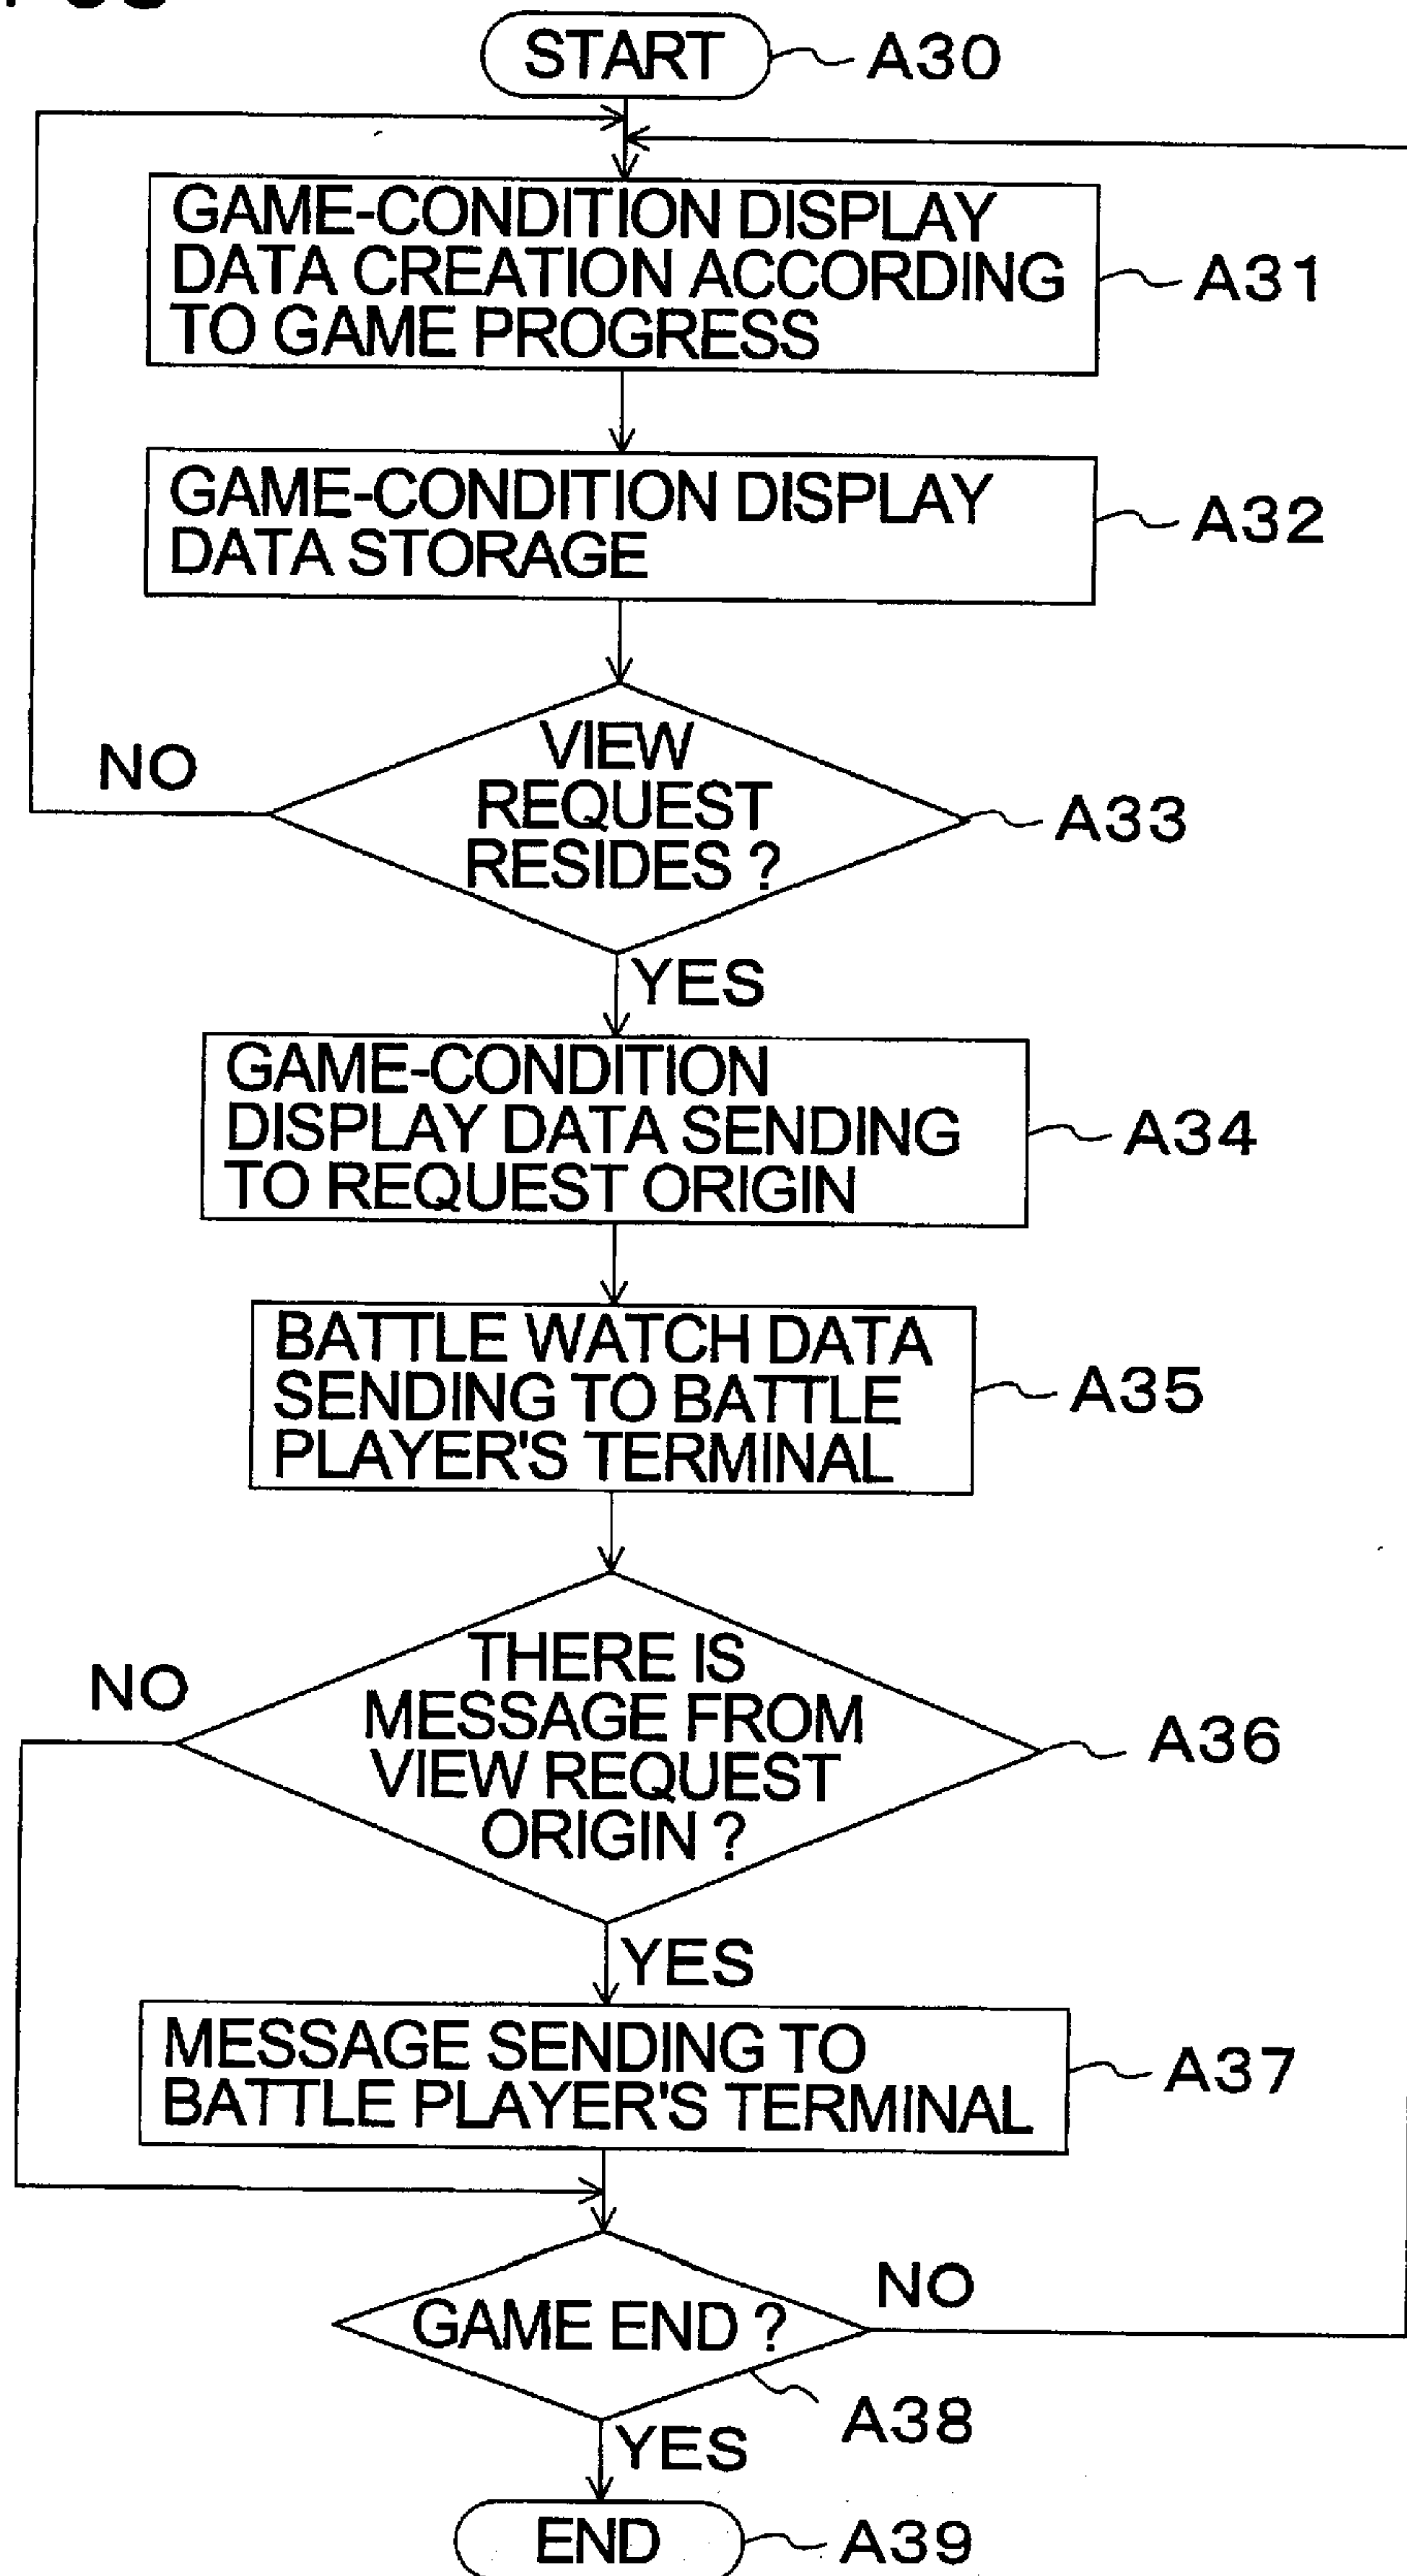 START
A30
GAME-CONDITION DISPLAY
DATA CREATION ACCORDING
TO GAME PROGRESS
A31
GAME-CONDITION DISPLAY
DATA STORAGE
A32
NO
VIEW
REQUEST
RESIDES ?
A33
YES
GAME-CONDITION
DISPLAY DATA SENDING
TO REQUEST ORIGIN
A34
BATTLE WATCH DATA
SENDING TO BATTLE
PLAYER'S TERMINAL
A35
NO
THERE IS
MESSAGE FROM
VIEW REQUEST
ORIGIN ?
A36
YES
MESSAGE SENDING TO
BATTLE PLAYER'S TERMINAL
A37
GAME END ?
NO
A38
YES
END
A39